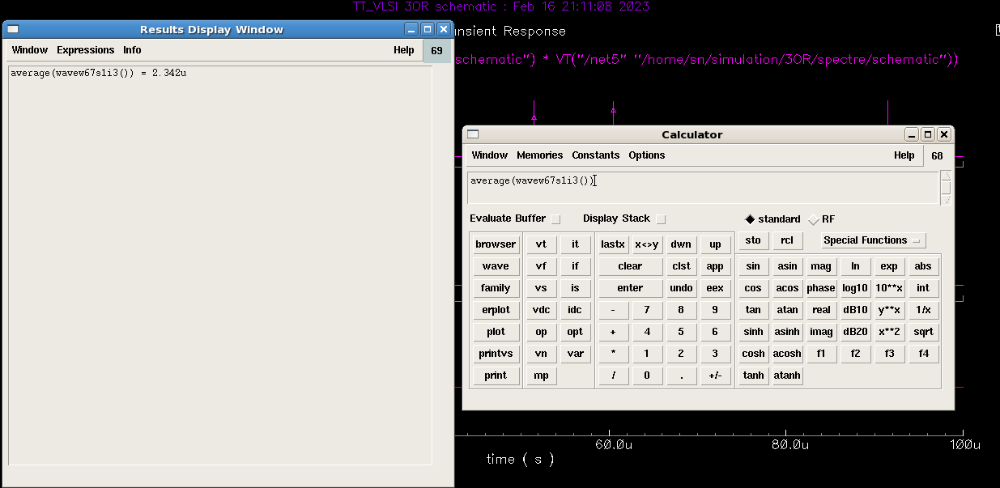 TT_VLSI 3OR schematic : Feb 16 21:11:08 2023
Results Display Window
Window Expressions Info Help 69
average(wavew67s1i3()) = 2.342u
Transient Response
schematic") * VT("/net5" "/home/sn/simulation/3OR/spectre/schematic"))
Calculator
Window Memories Constants Options Help 68
average(wavew67s1i3())
Evaluate Buffer Display Stack standard RF
browser vt it lastx x<>y dwn up sto rcl Special Functions
wave vf if clear clst app sin asin mag ln exp abs
family vs is enter undo eex cos acos phase log10 10**x int
erplot vdc idc - 7 8 9 tan atan real dB10 y**x 1/x
plot op opt + 4 5 6 sinh asinh imag dB20 x**2 sqrt
printvs vn var * 1 2 3 cosh acosh f1 f2 f3 f4
print mp / 0 . +/- tanh atanh
60.0u 80.0u 100u
time ( s )